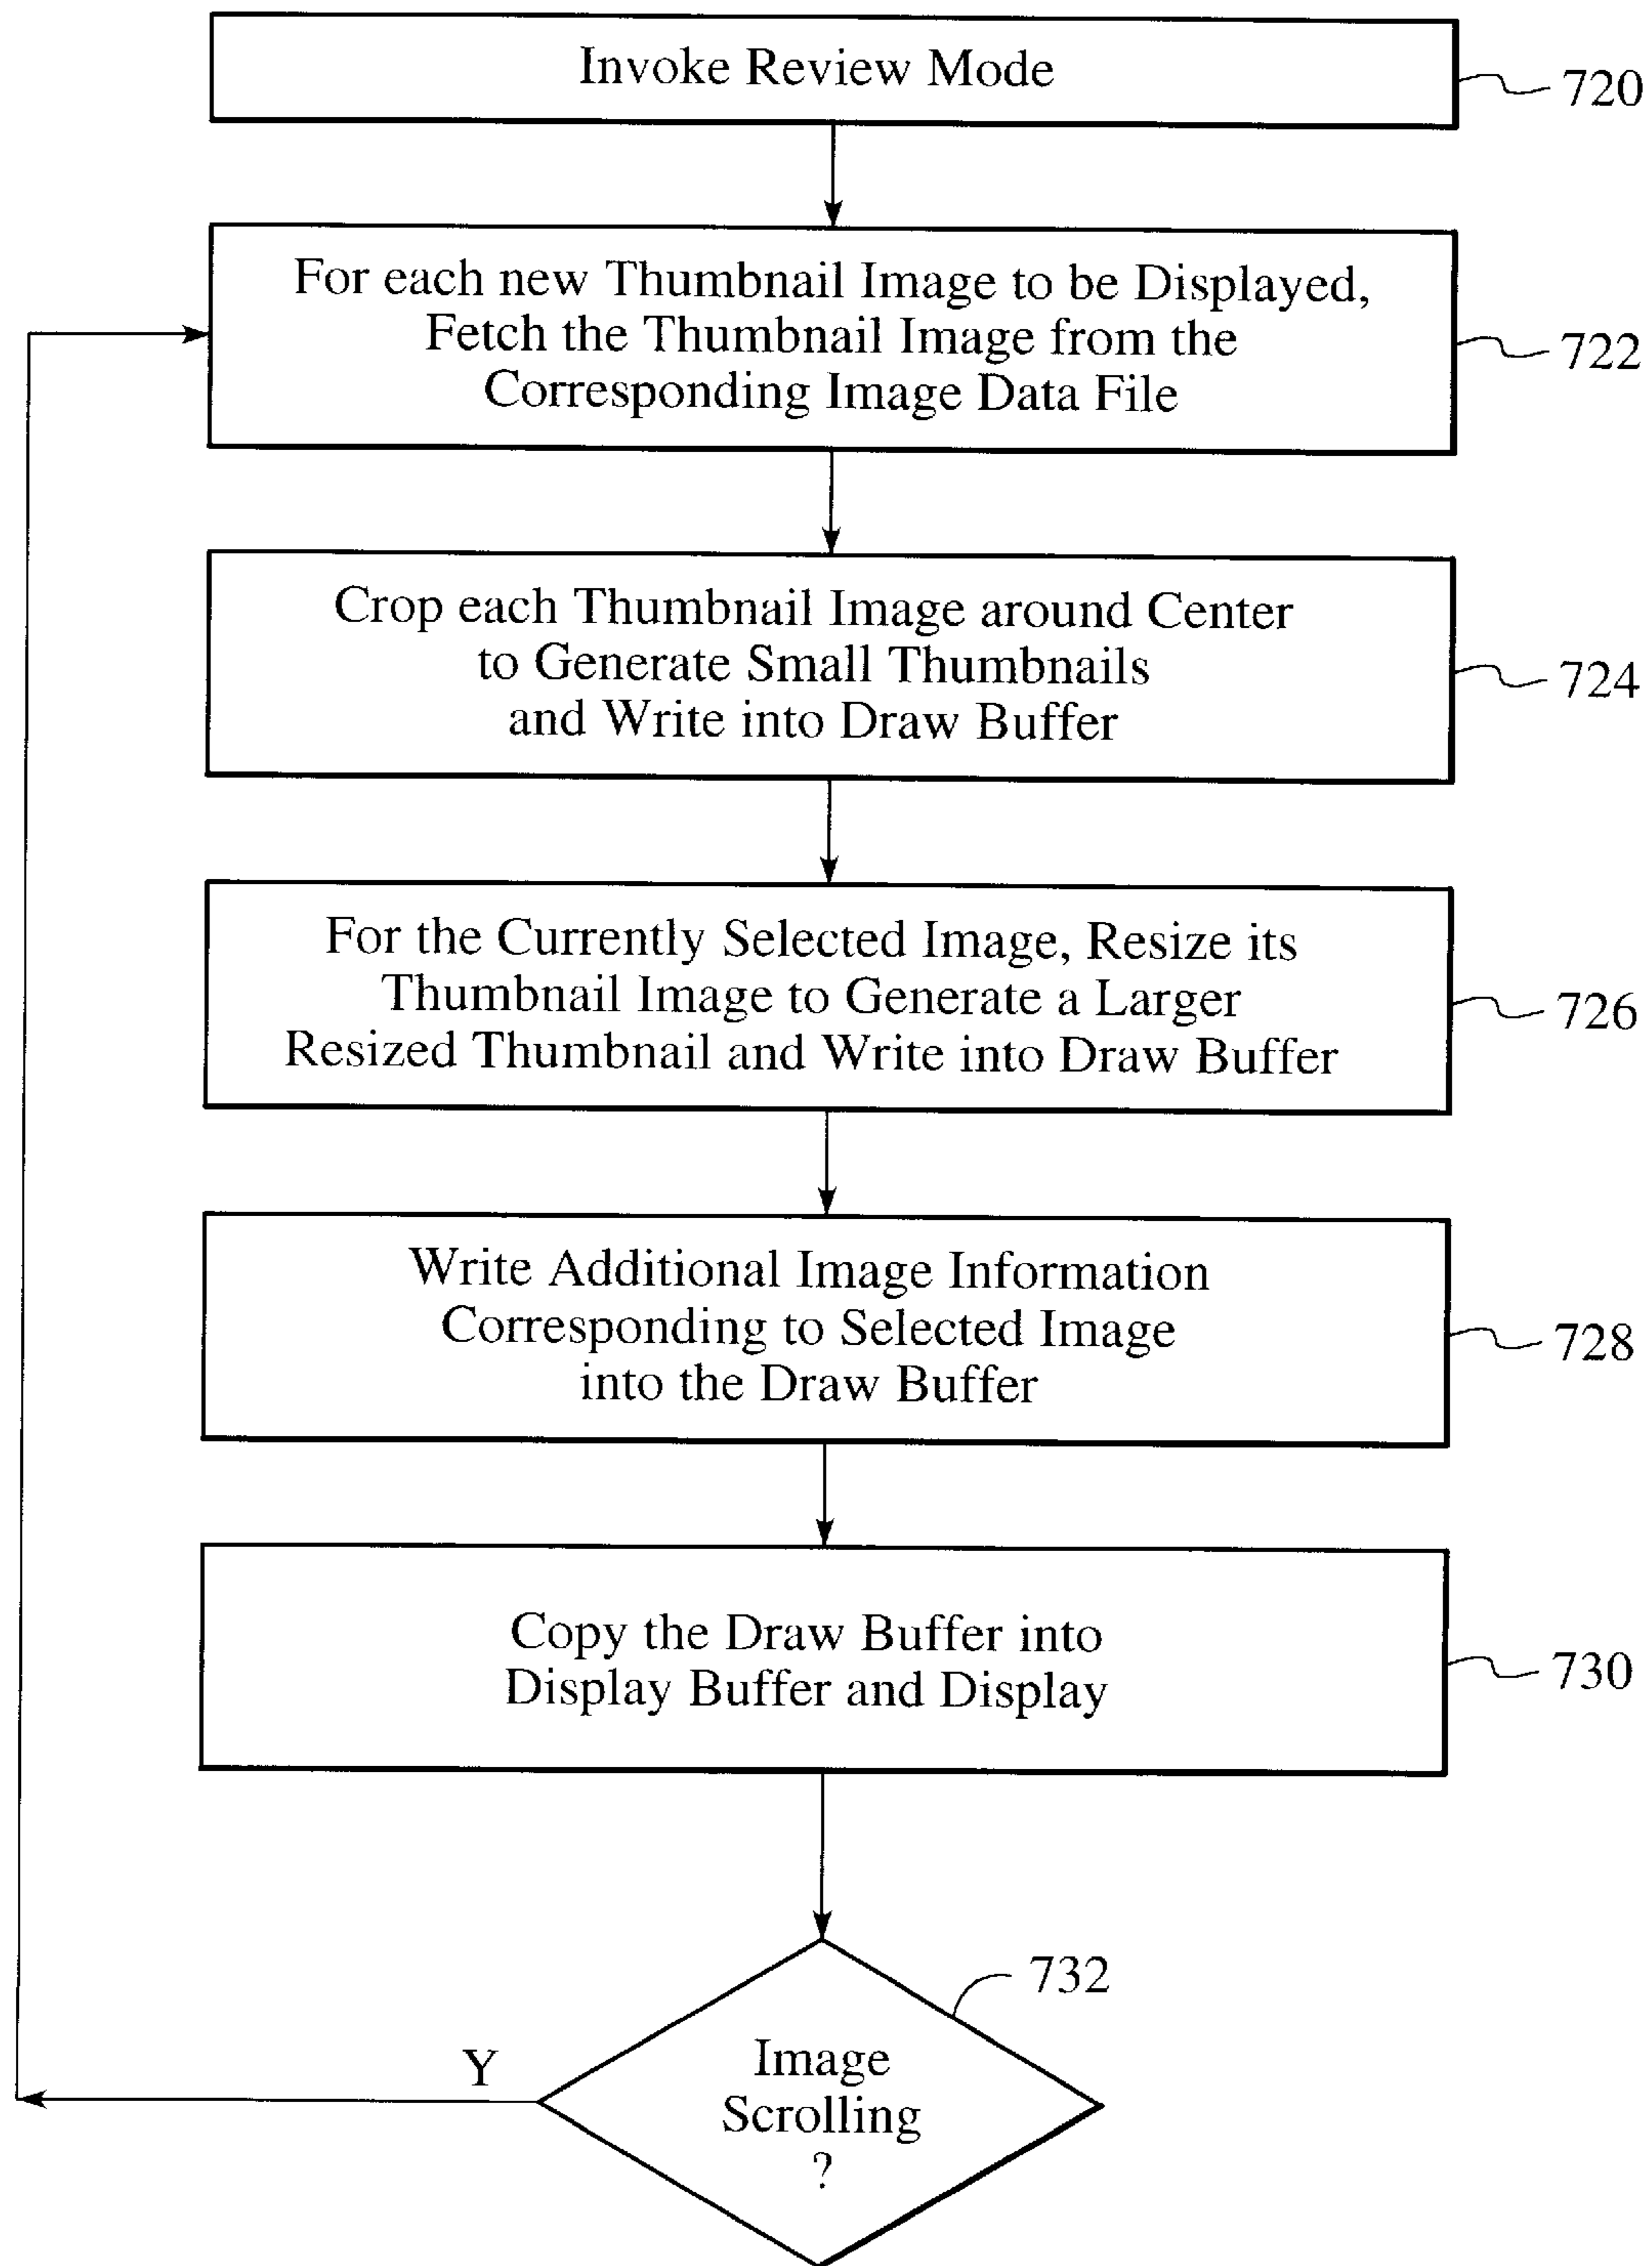 Invoke Review Mode
720
For each new Thumbnail Image to be Displayed,
Fetch the Thumbnail Image from the
Corresponding Image Data File
722
Crop each Thumbnail Image around Center
to Generate Small Thumbnails
and Write into Draw Buffer
724
For the Currently Selected Image, Resize its
Thumbnail Image to Generate a Larger
Resized Thumbnail and Write into Draw Buffer
726
Write Additional Image Information
Corresponding to Selected Image
into the Draw Buffer
728
Copy the Draw Buffer into
Display Buffer and Display
730
732
Y
Image
Scrolling
?